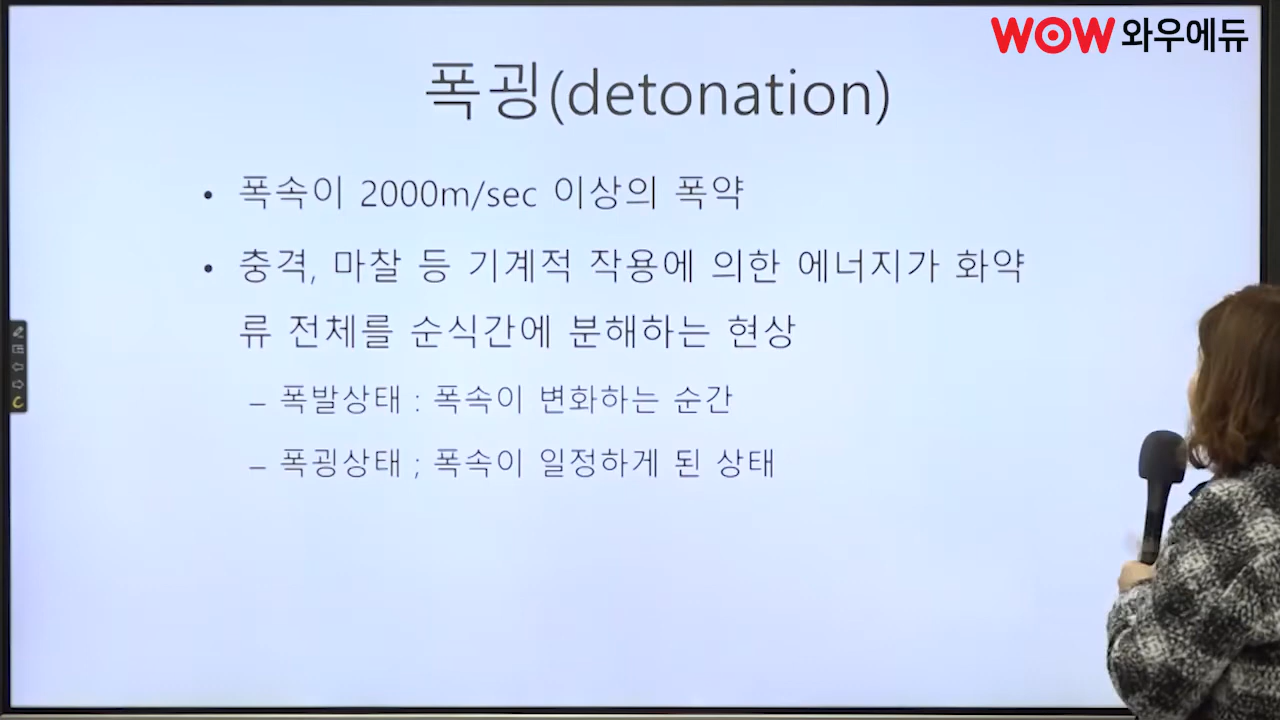 WOW 와우에듀
폭굉(detonation)
• 폭속이 2000m/sec 이상의 폭약
• 충격, 마찰 등 기계적 작용에 의한 에너지가 화약
류 전체를 순식간에 분해하는 현상
– 폭발상태 : 폭속이 변화하는 순간
– 폭굉상태 ; 폭속이 일정하게 된 상태